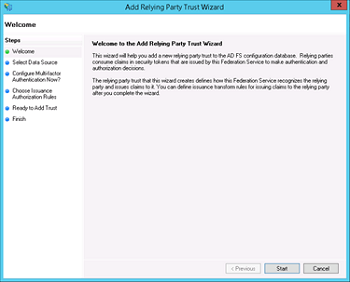 Add Relying Party Trust Wizard
Welcome
Steps
Welcome
Select Data Source
Configure Multi-factor
Authentication Now?
Choose Issuance
Authorization Rules
Ready to Add Trust
Finish
Welcome to the Add Relying Party Trust Wizard
This wizard will help you add a new relying party trust to the AD FS configuration database. Relying parties
consume claims in security tokens that are issued by this Federation Service to make authentication and
authorization decisions.
The relying party trust that this wizard creates defines how this Federation Service recognizes the relying
party and issues claims to it. You can define issuance transform rules for issuing claims to the relying party
after you complete the wizard.
< Previous
Start
Cancel